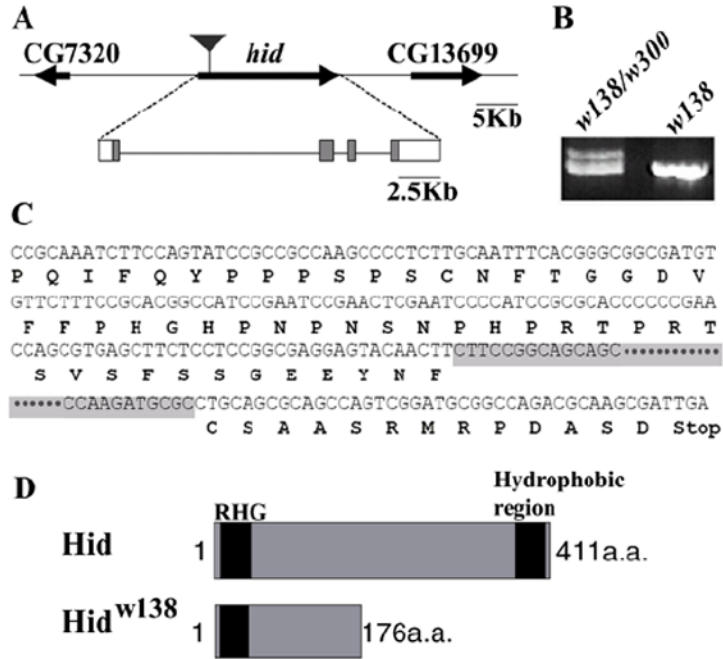 A
CG7320 hid CG13699
5Kb
2.5Kb
B
w138/w300 w138
C
CCGCAAATCTTCCAGTATCCGCCGCCAAGCCCCTCTTGCAATTTCACGGGCGGCGATGT
P Q I F Q Y P P P S P S C N F T G G D V
GTTCTTTCCGCACGGCCATCCGAATCCGAACTCGAATCCCCATCCGCGCACCCCCCGAA
F F P H G H P N P N S N P H P R T P R T
CCAGCGTGAGCTTCTCCTCCGGCGAGGAGTACAACTTCTTCCGGCAGCAGC••••••••••••
S V S F S S G E E Y N F
••••••CCAAGATGCGCCTGCAGCGCAGCCAGTCGGATGCGGCCAGACGCAAGCGATTGA
C S A A S R M R P D A S D Stop
D
RHG Hydrophobic region
Hid 1 411a.a.
Hid w138 1 176a.a.